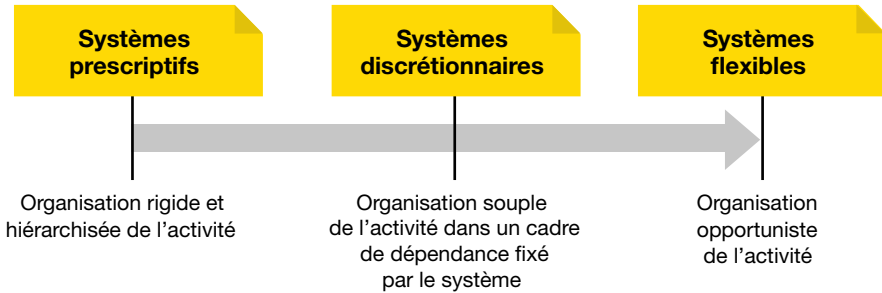 Systèmes
prescriptifs
Systèmes
discrétionnaires
Systèmes
flexibles
Organisation rigide et
hiérarchisée de l’activité
Organisation souple
de l’activité dans un cadre
de dépendance fixé
par le système
Organisation
opportuniste
de l’activité